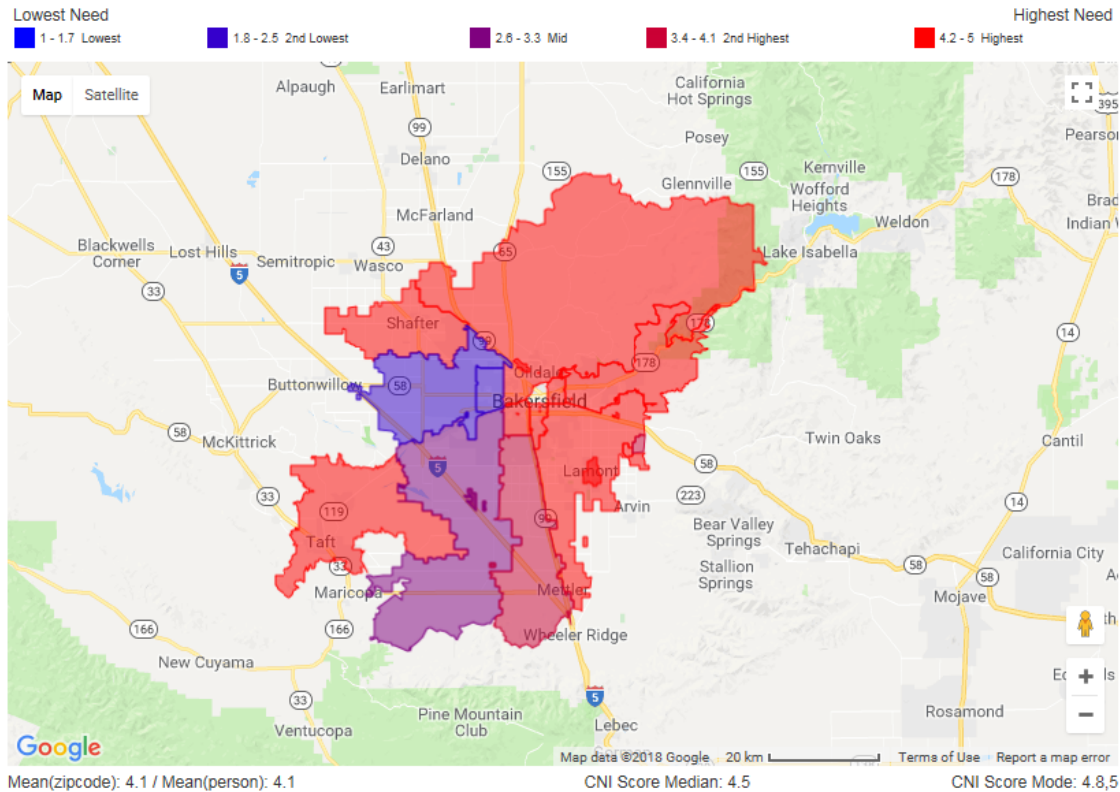 Lowest Need
Highest Need
1 - 1.7 Lowest
1.8 - 2.5 2nd Lowest
2.6 - 3.3 Mid
3.4 - 4.1 2nd Highest
4.2 - 5 Highest
Map
Satellite
Alpaugh
Earlimart
California
Hot Springs
395
Pearson
99
Posey
Delano
155
155
Kernville
Glennville
178
Wofford
Heights
Brad
McFarland
Weldon
Indian
Blackwells
Corner
Lost Hills
43
65
Lake Isabella
Semitropic
Wasco
5
33
Shafter
178
14
99
178
Oildale
Buttonwillow
58
Bakersfield
58
McKittrick
Twin Oaks
Cantil
5
58
Lamont
33
223
14
119
99
Arvin
Bear Valley
Springs
Taft
Tehachapi
California City
33
58
Stallion
Springs
58
Maricopa
Mettler
Mojave
166
166
Wheeler Ridge
New Cuyama
33
5
Pine Mountain
Club
Rosamond
Ventucopa
Lebec
Google
Map data ©2018 Google
20 km
Terms of Use
Report a map error
Mean(zipcode): 4.1 / Mean(person): 4.1
CNI Score Median: 4.5
CNI Score Mode: 4.8,5